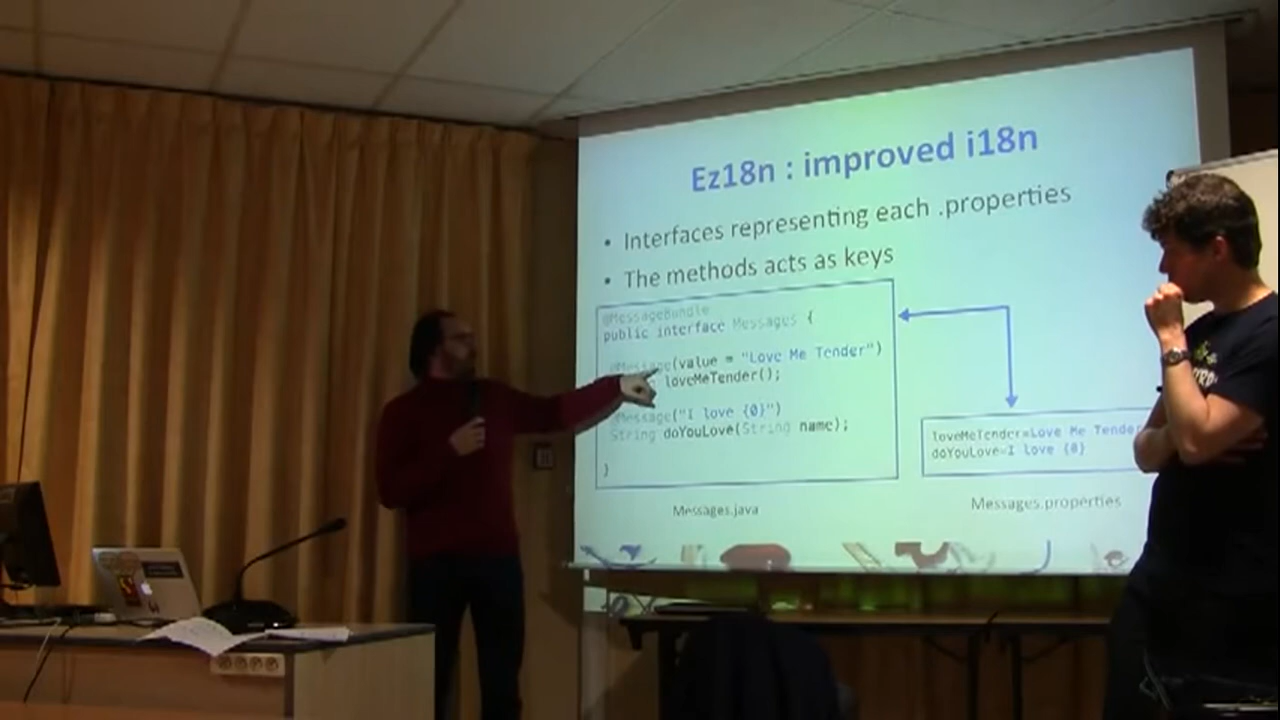 Ez18n : improved i18n
• Interfaces representing each .properties
• The methods acts as keys
@MessageBundle
public interface Messages {
@Message(value = "Love Me Tender")
loveMeTender();
@Message("I love {0}")
String doYouLove(String name);
}
loveMeTender=Love Me Tender
doYouLove=I love {0}
Messages.java
Messages.properties